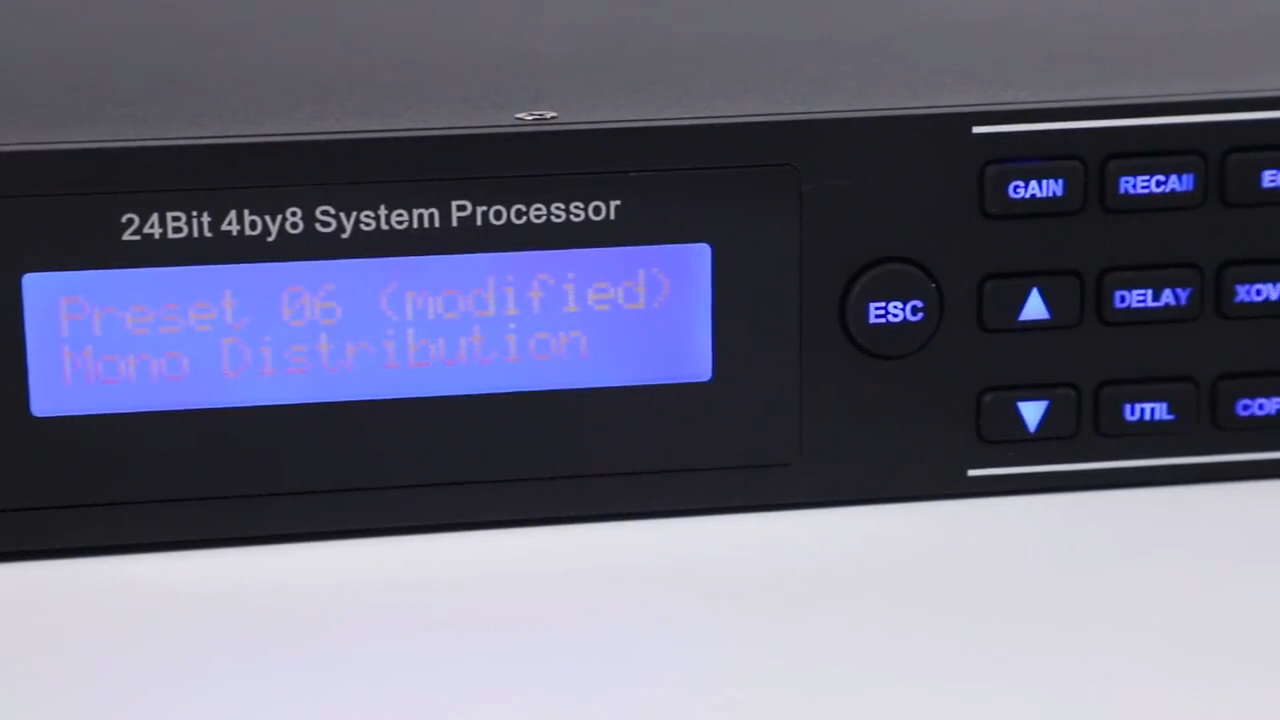 24Bit 4by8 System Processor
Preset 06 (modified)
Mono Distribution
ESC
GAIN
RECAll
▲
DELAY
▼
UTIL